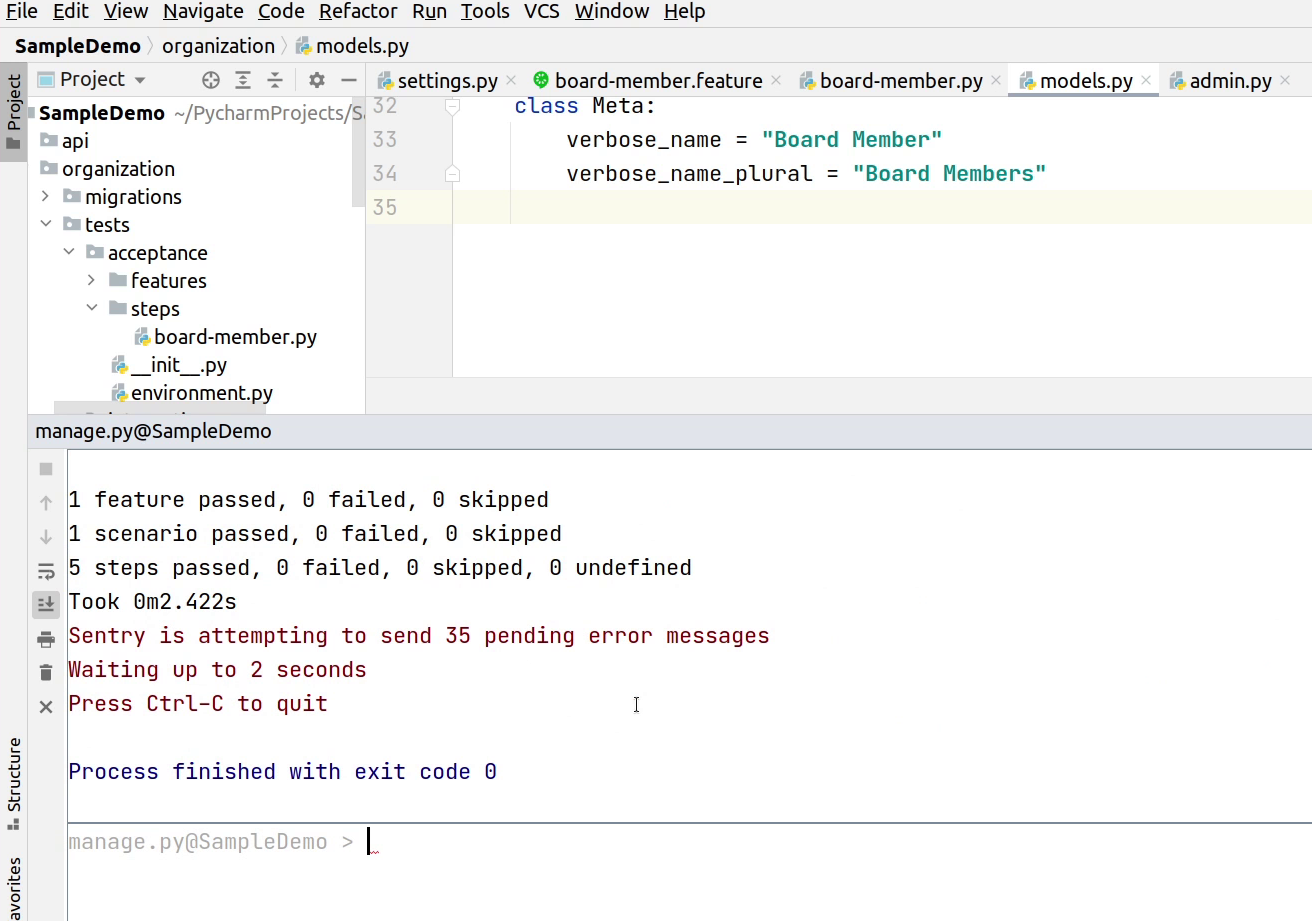 File Edit View Navigate Code Refactor Run Tools VCS Window Help
SampleDemo organization models.py
Project
Project
settings.py board-member.feature board-member.py models.py admin.py
SampleDemo ~/PycharmProjects/Sa
api
organization
migrations
tests
acceptance
features
steps
board-member.py
__init__.py
environment.py
32 class Meta:
33 verbose_name = "Board Member"
34 verbose_name_plural = "Board Members"
35
manage.py@SampleDemo
1 feature passed, 0 failed, 0 skipped
1 scenario passed, 0 failed, 0 skipped
5 steps passed, 0 failed, 0 skipped, 0 undefined
Took 0m2.422s
Sentry is attempting to send 35 pending error messages
Waiting up to 2 seconds
Press Ctrl-C to quit
Process finished with exit code 0
manage.py@SampleDemo >
Structure
avorites